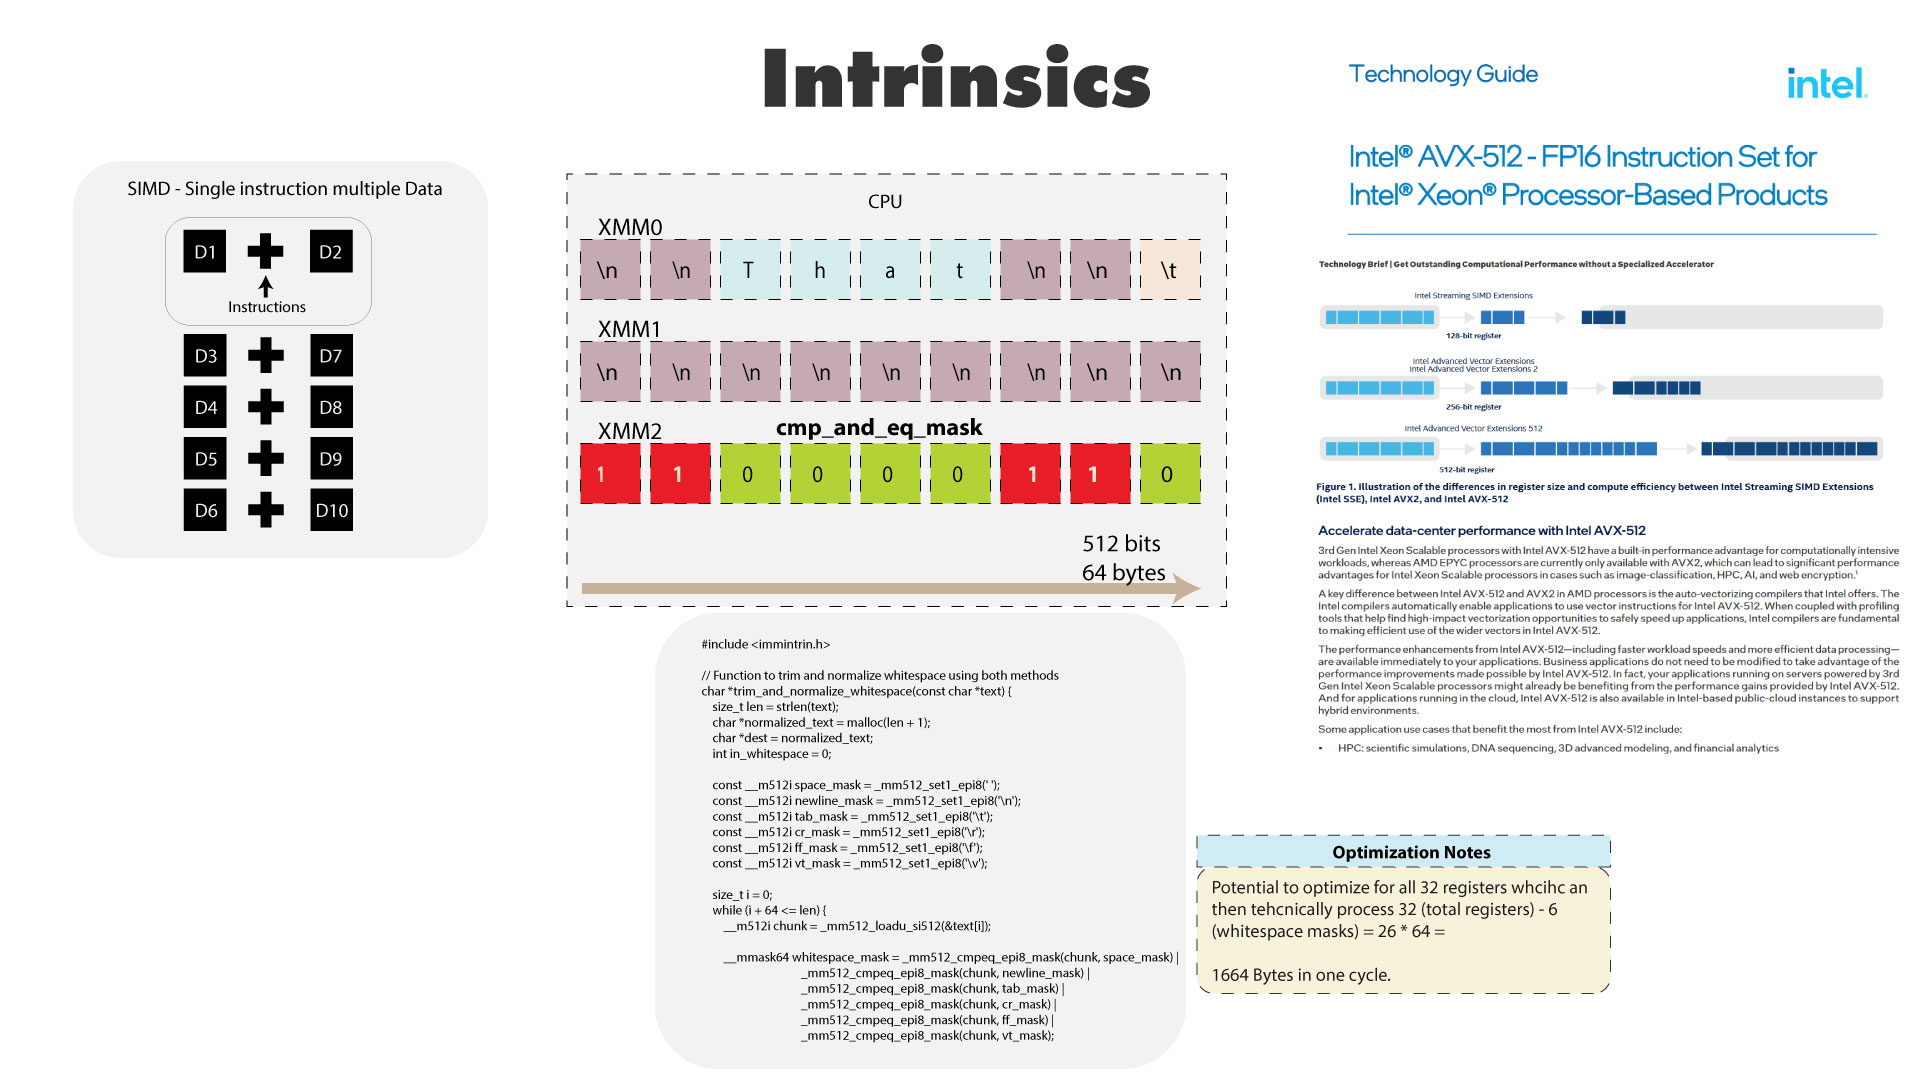 Intrinsics
SIMD - Single instruction multiple Data
D1 D2
Instructions
D3 D7
D4 D8
D5 D9
D6 D10
CPU
XMM0
\n \n T h a t \n \n \t
XMM1
\n \n \n \n \n \n \n \n \n
XMM2 cmp_and_eq_mask
1 1 0 0 0 0 1 1 0
512 bits
64 bytes
#include <immintrin.h>
// Function to trim and normalize whitespace using both methods
char *trim_and_normalize_whitespace(const char *text) {
size_t len = strlen(text);
char *normalized_text = malloc(len + 1);
char *dest = normalized_text;
int in_whitespace = 0;
const __m512i space_mask = _mm512_set1_epi8(' ');
const __m512i newline_mask = _mm512_set1_epi8('\n');
const __m512i tab_mask = _mm512_set1_epi8('\t');
const __m512i cr_mask = _mm512_set1_epi8('\r');
const __m512i ff_mask = _mm512_set1_epi8('\f');
const __m512i vt_mask = _mm512_set1_epi8('\v');
size_t i = 0;
while (i + 64 <= len) {
__m512i chunk = _mm512_loadu_si512(&text[i]);
__mmask64 whitespace_mask = _mm512_cmpeq_epi8_mask(chunk, space_mask) |
_mm512_cmpeq_epi8_mask(chunk, newline_mask) |
_mm512_cmpeq_epi8_mask(chunk, tab_mask) |
_mm512_cmpeq_epi8_mask(chunk, cr_mask) |
_mm512_cmpeq_epi8_mask(chunk, ff_mask) |
_mm512_cmpeq_epi8_mask(chunk, vt_mask);
Technology Guide
intel.
Intel® AVX-512 - FP16 Instruction Set for
Intel® Xeon® Processor-Based Products
Technology Brief | Get Outstanding Computational Performance without a Specialized Accelerator
Intel Streaming SIMD Extensions
128-bit register
Intel Advanced Vector Extensions
Intel Advanced Vector Extensions 2
256-bit register
Intel Advanced Vector Extensions 512
512-bit register
Figure 1. Illustration of the differences in register size and compute efficiency between Intel Streaming SIMD Extensions
(Intel SSE), Intel AVX2, and Intel AVX-512
Accelerate data-center performance with Intel AVX-512
3rd Gen Intel Xeon Scalable processors with Intel AVX-512 have a built-in performance advantage for computationally intensive
workloads, whereas AMD EPYC processors are currently only available with AVX2, which can lead to significant performance
advantages for Intel Xeon Scalable processors in cases such as image-classification, HPC, AI, and web encryption.¹
A key difference between Intel AVX-512 and AVX2 in AMD processors is the auto-vectorizing compilers that Intel offers. The
Intel compilers automatically enable applications to use vector instructions for Intel AVX-512. When coupled with profiling
tools that help find high-impact vectorization opportunities to safely speed up applications, Intel compilers are fundamental
to making efficient use of the wider vectors in Intel AVX-512.
The performance enhancements from Intel AVX-512—including faster workload speeds and more efficient data processing—
are available immediately to your applications. Business applications do not need to be modified to take advantage of the
performance improvements made possible by Intel AVX-512. In fact, your applications running on servers powered by 3rd
Gen Intel Xeon Scalable processors might already be benefiting from the performance gains provided by Intel AVX-512.
And for applications running in the cloud, Intel AVX-512 is also available in Intel-based public-cloud instances to support
hybrid environments.
Some application use cases that benefit the most from Intel AVX-512 include:
• HPC: scientific simulations, DNA sequencing, 3D advanced modeling, and financial analytics
Optimization Notes
Potential to optimize for all 32 registers whcihc an
then tehcnically process 32 (total registers) - 6
(whitespace masks) = 26 * 64 =
1664 Bytes in one cycle.